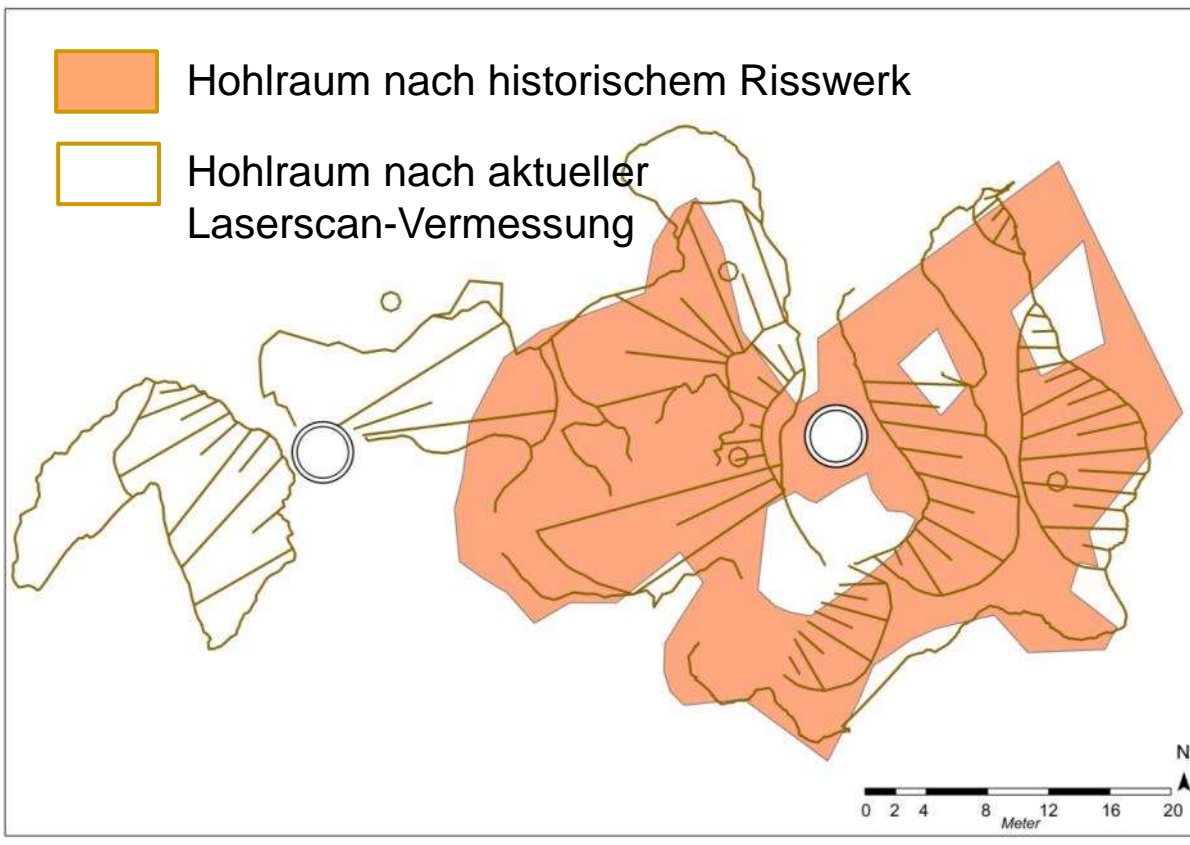 Hohlraum nach historischem Risswerk
Hohlraum nach aktueller
Laserscan-Vermessung
N
0 2 4 8 12 16 20
Meter